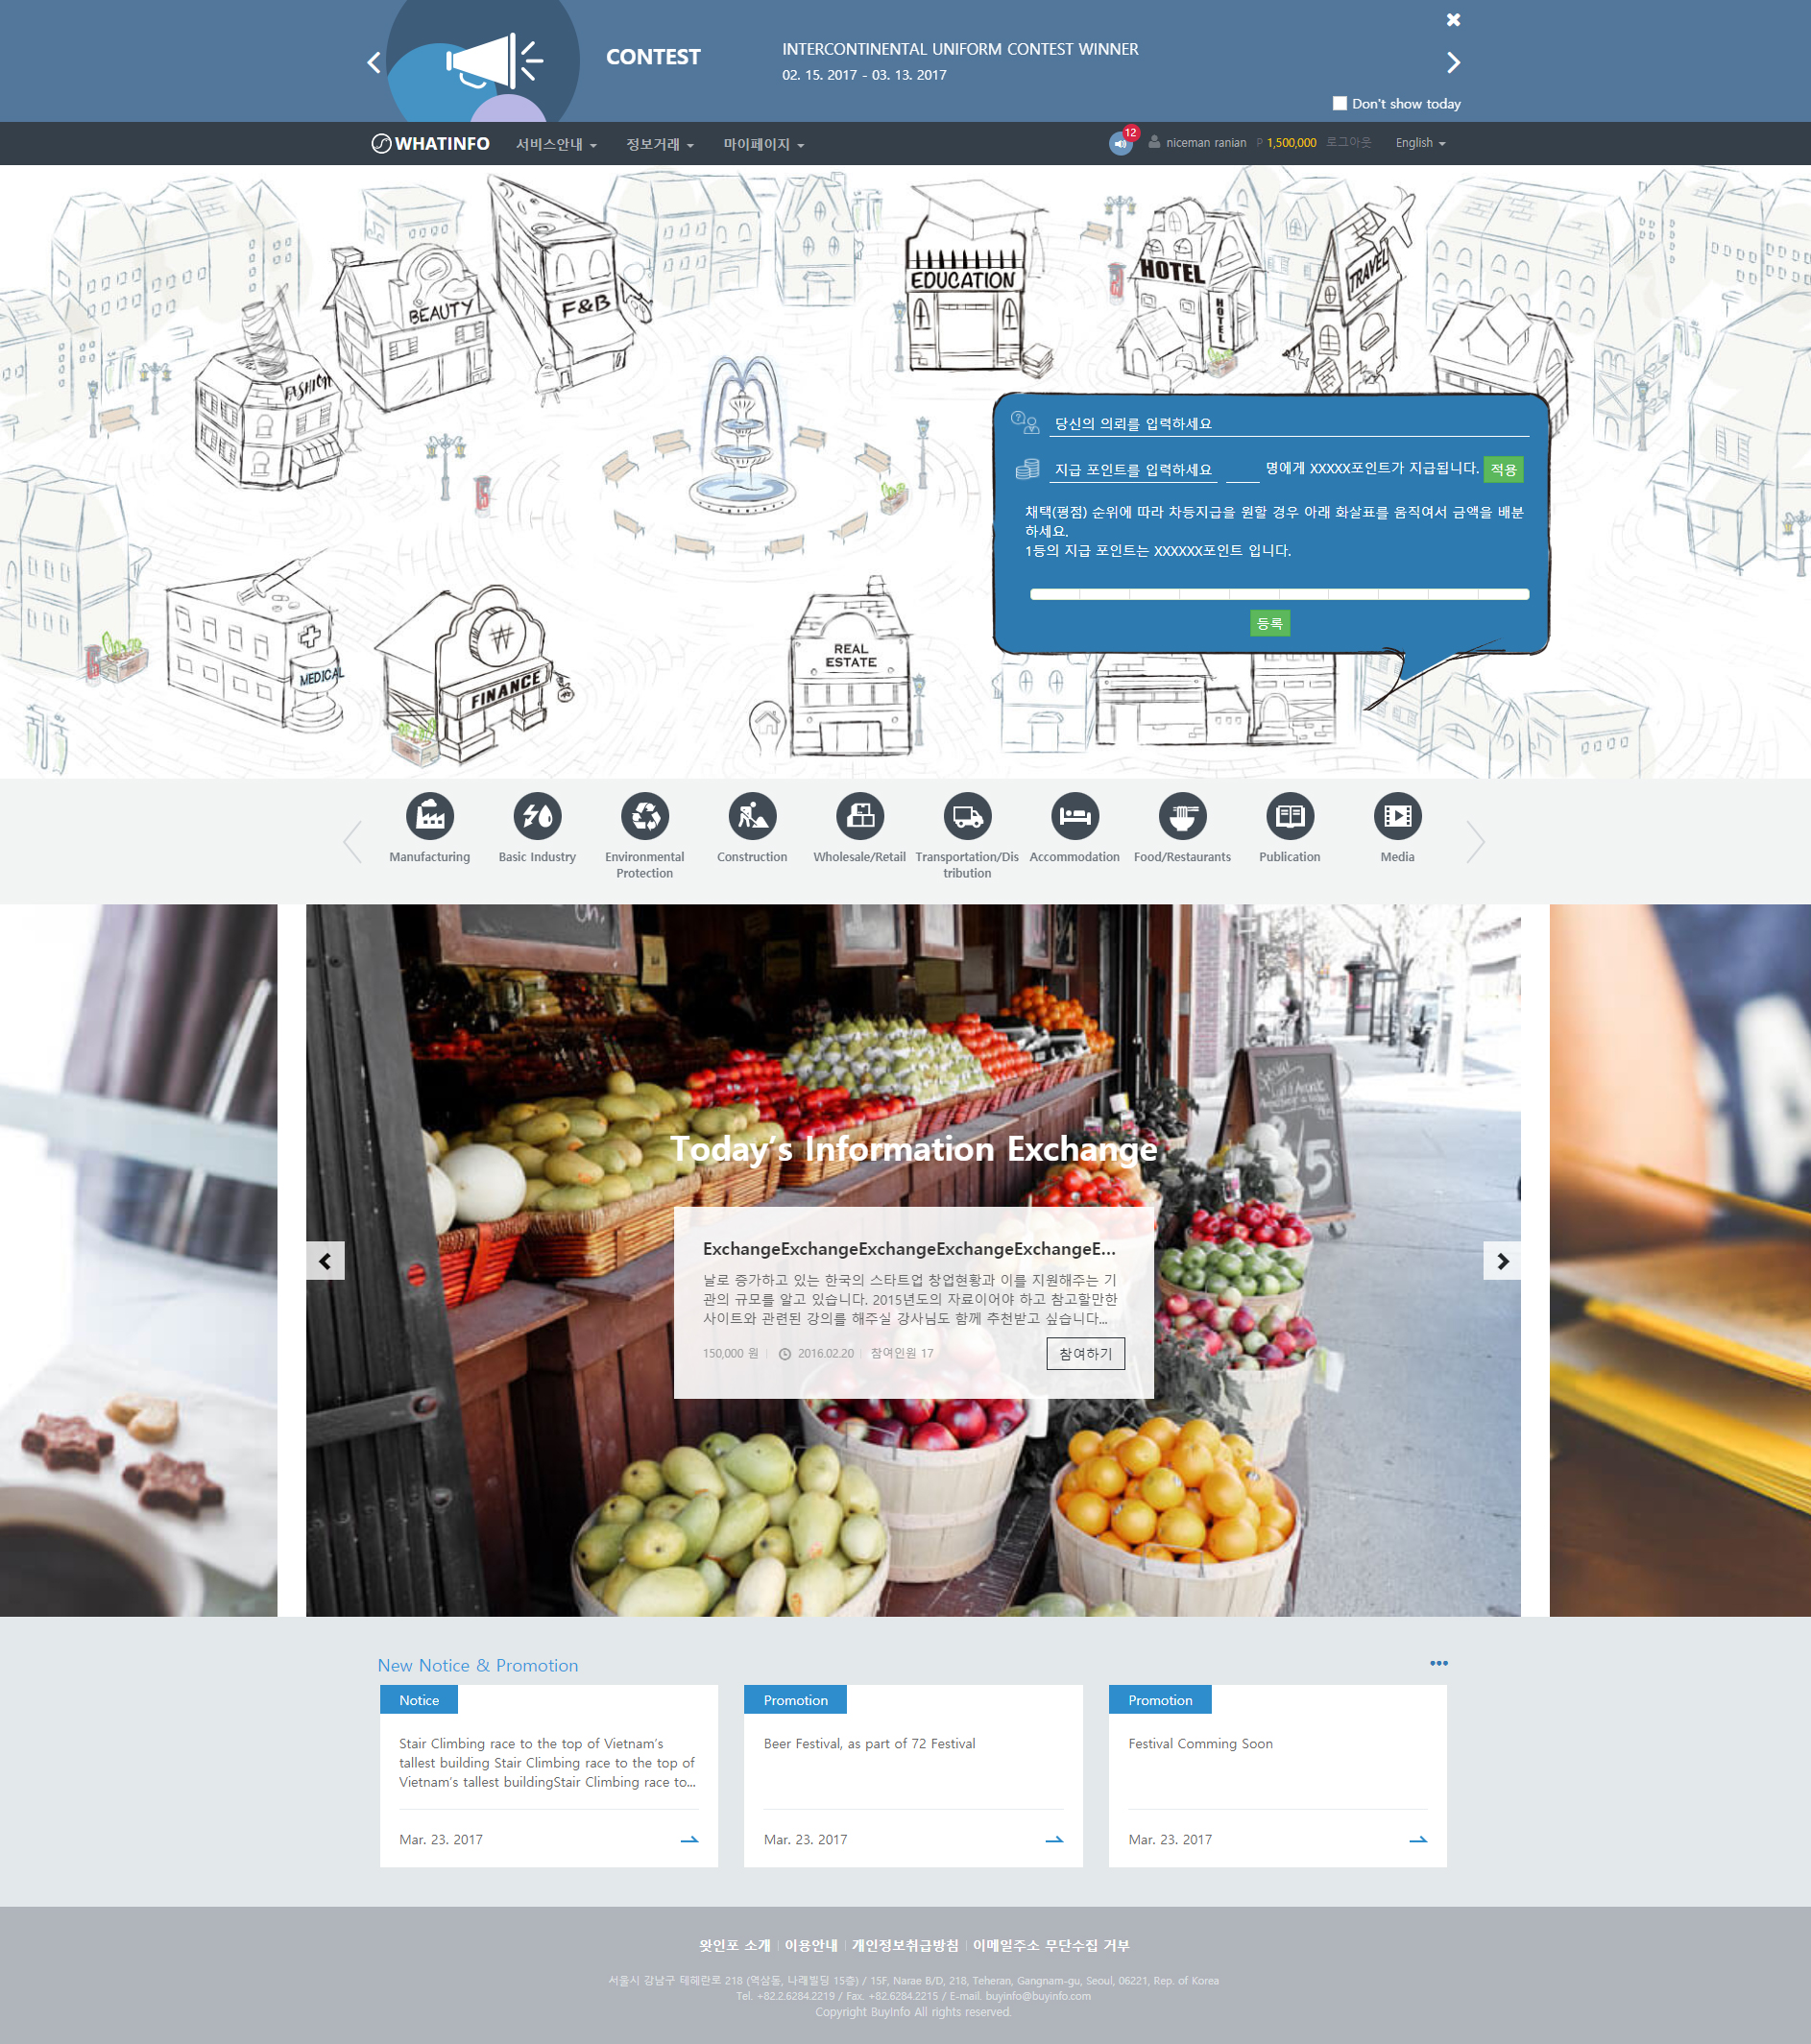 CONTEST
INTERCONTINENTAL UNIFORM CONTEST WINNER
02. 15. 2017 - 03. 13. 2017
Don't show today
WHATINFO
서비스안내
정보거래
마이페이지
12
niceman ranian
P 1,500,000
로그아웃
English
BEAUTY
F&B
EDUCATION
HOTEL
HOTEL
TRAVEL
FASHION
당신의 의뢰를 입력하세요
지급 포인트를 입력하세요
명에게 XXXXX포인트가 지급됩니다.
적용
채택(평점) 순위에 따라 차등지급을 원할 경우 아래 화살표를 움직여서 금액을 배분
하세요.
1등의 지급 포인트는 XXXXXX포인트 입니다.
등록
MEDICAL
FINANCE
REAL
ESTATE
Manufacturing
Basic Industry
Environmental
Protection
Construction
Wholesale/Retail
Transportation/Dis
tribution
Accommodation
Food/Restaurants
Publication
Media
Today's Information Exchange
ExchangeExchangeExchangeExchangeExchangeE...
날로 증가하고 있는 한국의 스타트업 창업현황과 이를 지원해주는 기
관의 규모를 알고 있습니다. 2015년도의 자료이어야 하고 참고할만한
사이트와 관련된 강의를 해주실 강사님도 함께 추천받고 싶습니다...
150,000 원
2016.02.20
참여인원 17
참여하기
New Notice & Promotion
Notice
Stair Climbing race to the top of Vietnam's
tallest building Stair Climbing race to the top of
Vietnam's tallest buildingStair Climbing race to...
Mar. 23. 2017
Promotion
Beer Festival, as part of 72 Festival
Mar. 23. 2017
Promotion
Festival Comming Soon
Mar. 23. 2017
왓인포 소개 | 이용안내 | 개인정보취급방침 | 이메일주소 무단수집 거부
서울시 강남구 테헤란로 218 (역삼동, 나래빌딩 15층) / 15F, Narae B/D, 218, Teheran, Gangnam-gu, Seoul, 06221, Rep. of Korea
Tel. +82.2.6284.2219 / Fax. +82.6284.2215 / E-mail. buyinfo@buyinfo.com
Copyright BuyInfo All rights reserved.